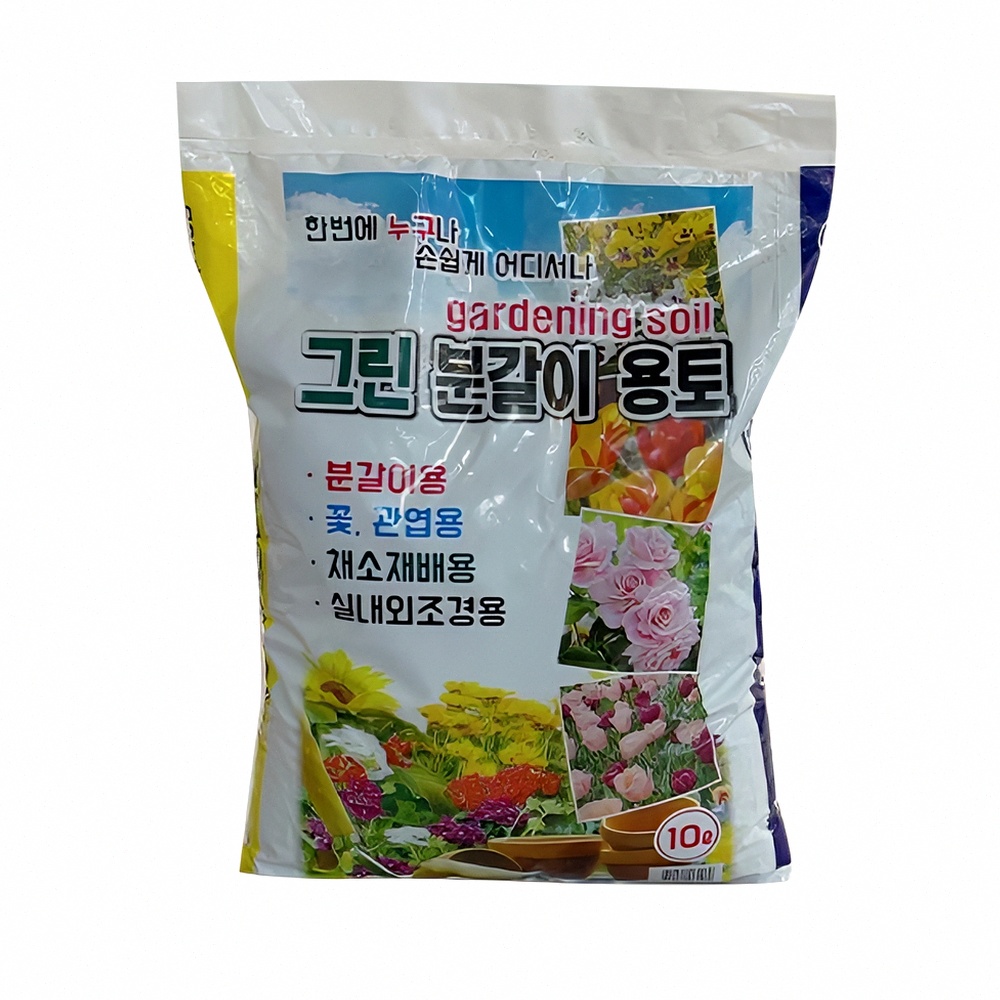 한번에 누구나
손쉽게 어디서나
gardening soil
그린 분갈이 용토
· 분갈이용
· 꽃, 관엽용
· 채소재배용
· 실내외조경용
10ℓ